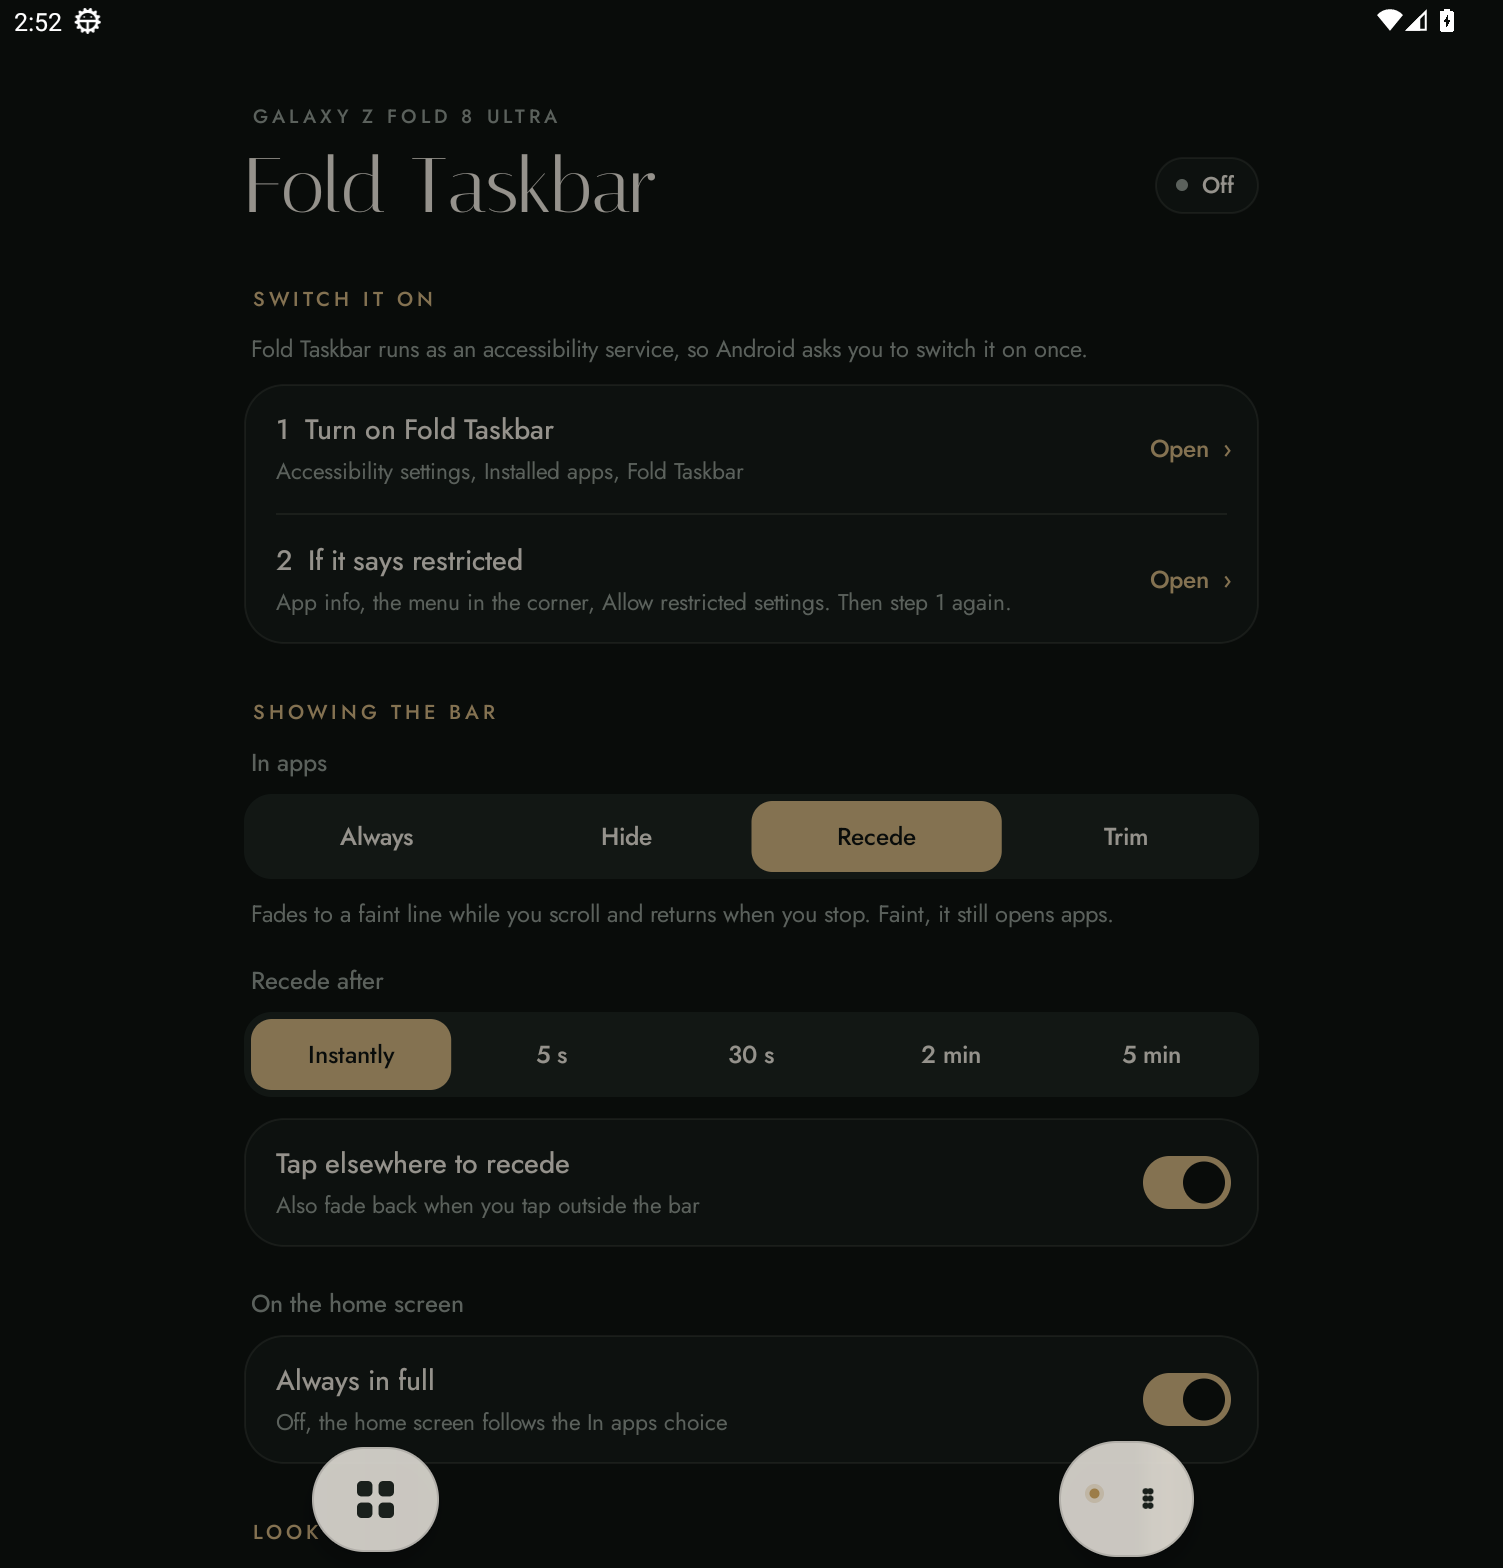 2:52
GALAXY Z FOLD 8 ULTRA
Fold Taskbar
Off
SWITCH IT ON
Fold Taskbar runs as an accessibility service, so Android asks you to switch it on once.
1 Turn on Fold Taskbar
Accessibility settings, Installed apps, Fold Taskbar
Open ›
2 If it says restricted
App info, the menu in the corner, Allow restricted settings. Then step 1 again.
Open ›
SHOWING THE BAR
In apps
Always Hide Recede Trim
Fades to a faint line while you scroll and returns when you stop. Faint, it still opens apps.
Recede after
Instantly 5 s 30 s 2 min 5 min
Tap elsewhere to recede
Also fade back when you tap outside the bar
On the home screen
Always in full
Off, the home screen follows the In apps choice
LOOK